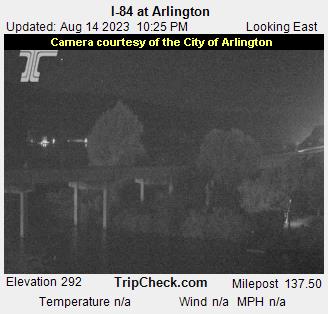 I-84 at Arlington
Updated: Aug 14 2023 10:25 PM Looking East
Camera courtesy of the City of Arlington
Elevation 292 TripCheck.com Milepost 137.50
Temperature n/a Wind n/a MPH n/a